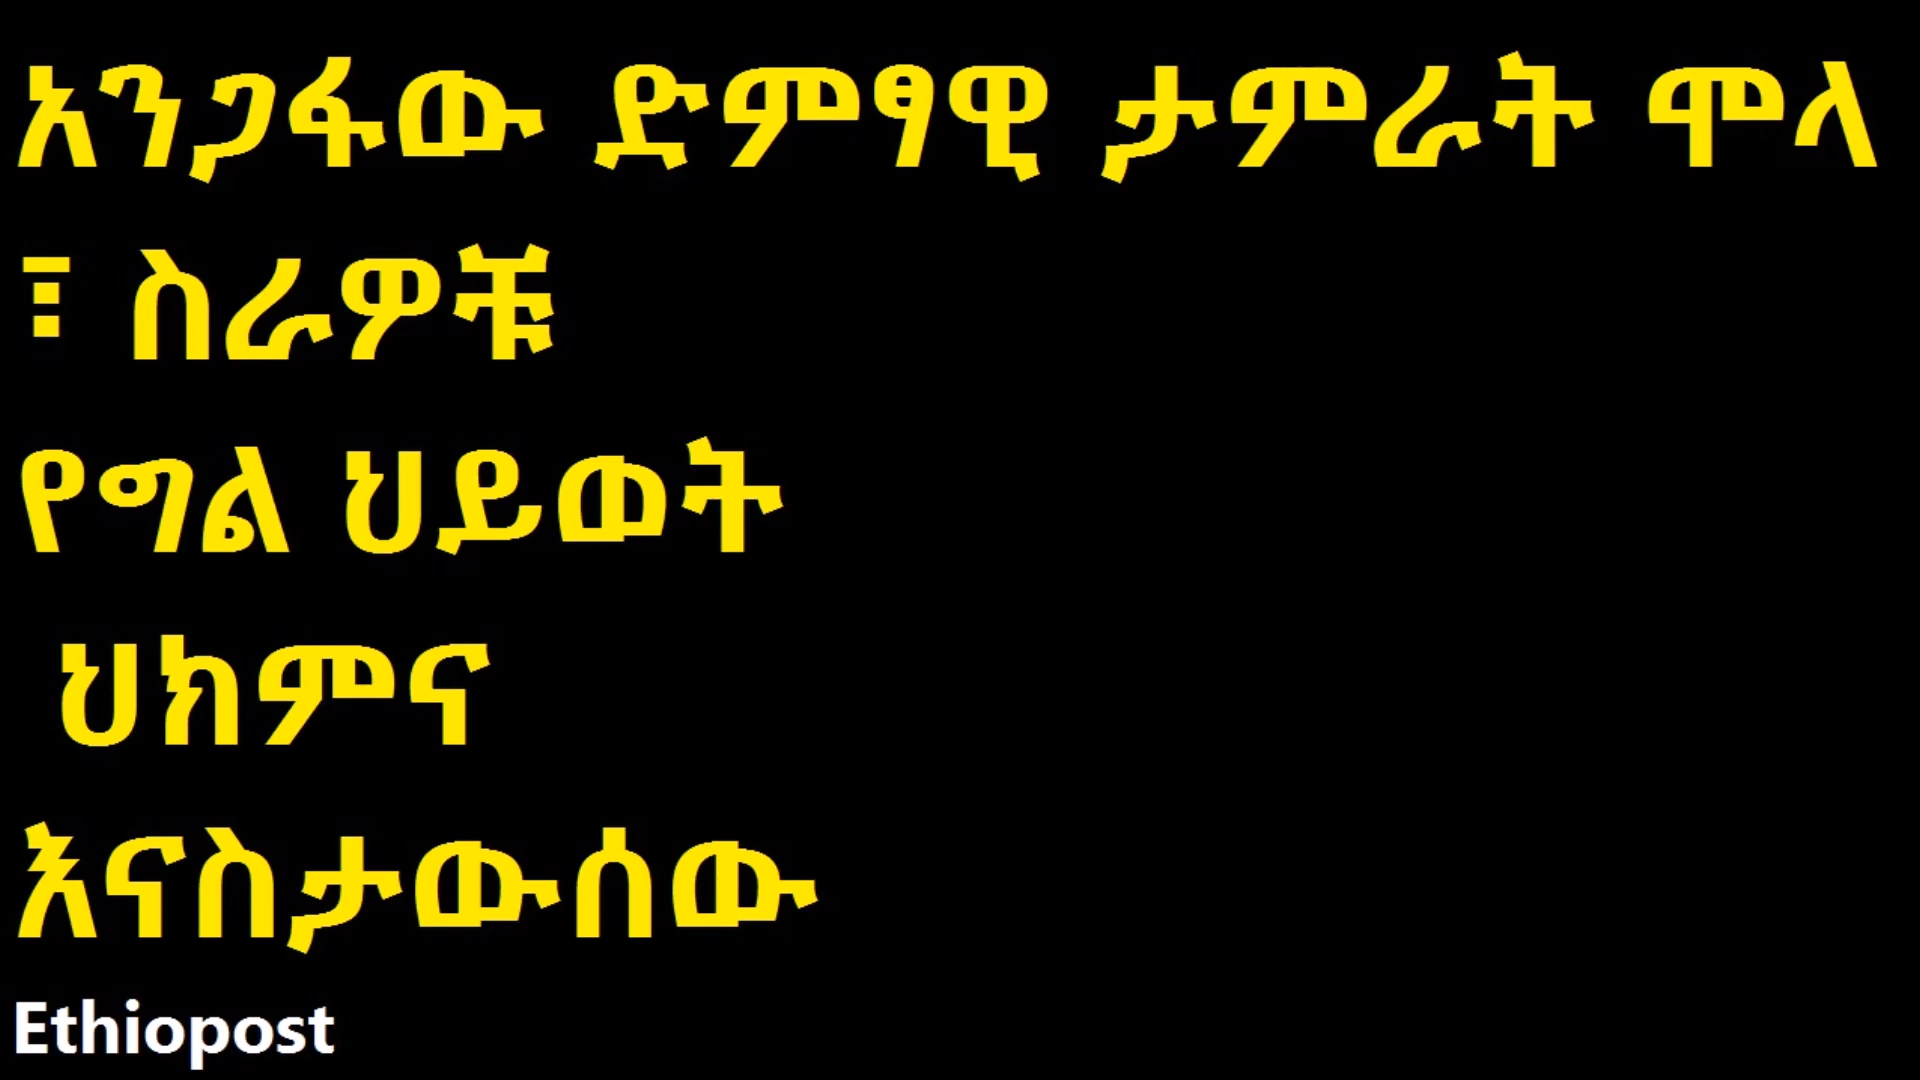 አንጋፋው ድምፃዊ ታምራት ሞላ
፣ ስራዎቹ
የግል ህይወት
ህክምና
እናስታውሰው
Ethiopost